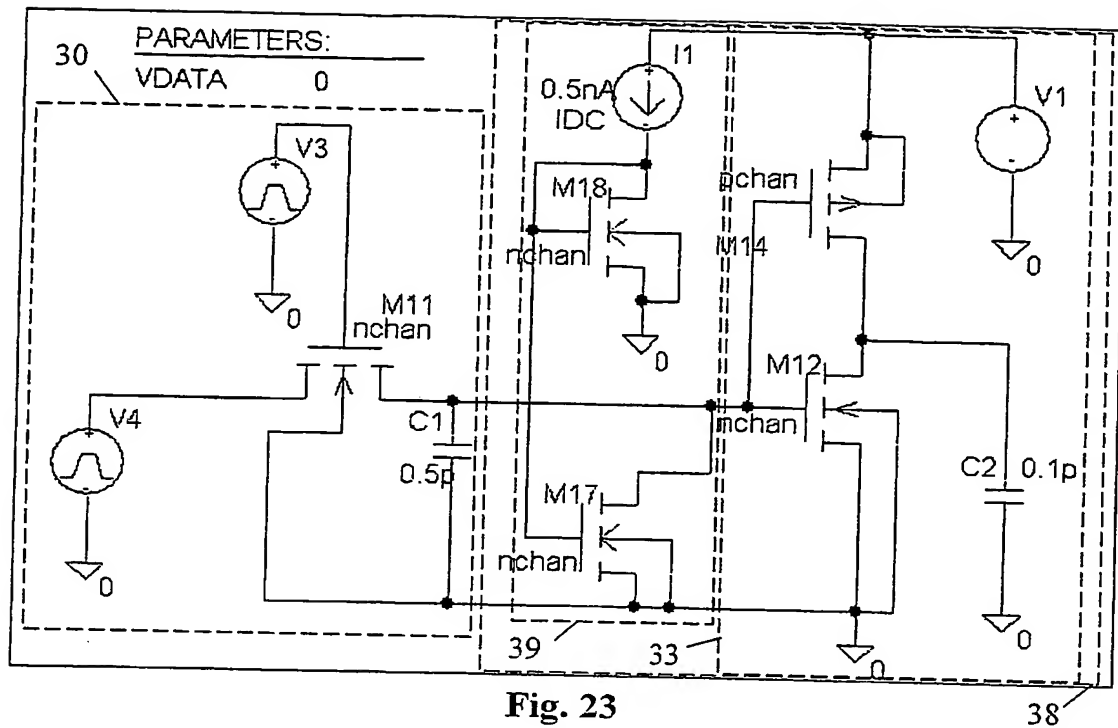 30
PARAMETERS:
VDATA 0
V3
0
M11
nchan
V4
0
C1
0.5p
I1
0.5nA
IDC
M18
nchan
0
M17
nchan
pchan
M14
M12
nchan
V1
0
C2 0.1p
0
0
39
33
38
Fig. 23